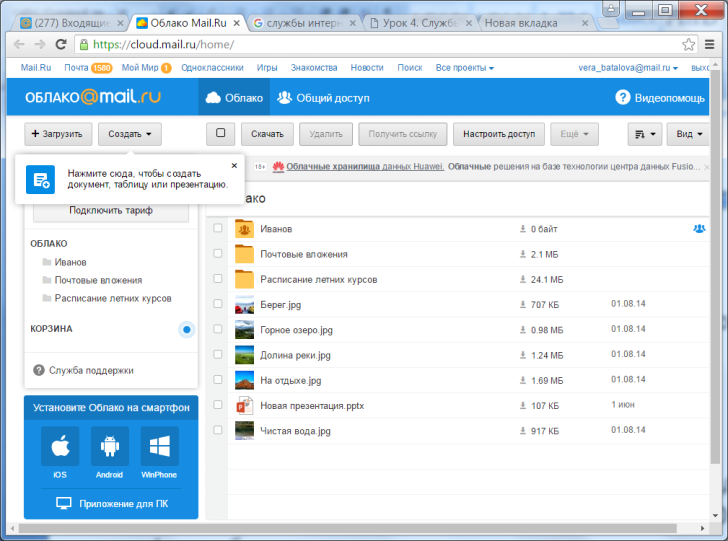 (277) Входящие
Облако Mail.Ru
службы интерн
Урок 4. Служб
Новая вкладка
https://cloud.mail.ru/home/
Mail.Ru Почта 1580 Мой Мир 1 Одноклассники Игры Знакомства Новости Поиск Все проекты vera_batalova@mail.ru выхо
ОБЛАКО@mail.ru Облако Общий доступ ? Видеопомощь
+ Загрузить Создать Скачать Удалить Получить ссылку Настроить доступ Ещё Вид
Нажмите сюда, чтобы создать
документ, таблицу или презентацию.
18+ Облачные хранилища данных Huawei. Облачные решения на базе технологии центра данных Fusio...
Подключить тариф
ако
ОБЛАКО
Иванов
Почтовые вложения
Расписание летних курсов
КОРЗИНА
? Служба поддержки
Установите Облако на смартфон
iOS Android WinPhone
Приложение для ПК
Иванов 0 байт
Почтовые вложения 2.1 МБ
Расписание летних курсов 24.1 МБ
Берег.jpg 707 КБ 01.08.14
Горное озеро.jpg 0.98 МБ 01.08.14
Долина реки.jpg 1.24 МБ 01.08.14
На отдыхе.jpg 1.69 МБ 01.08.14
Новая презентация.pptx 107 КБ 1 июн
Чистая вода.jpg 917 КБ 01.08.14